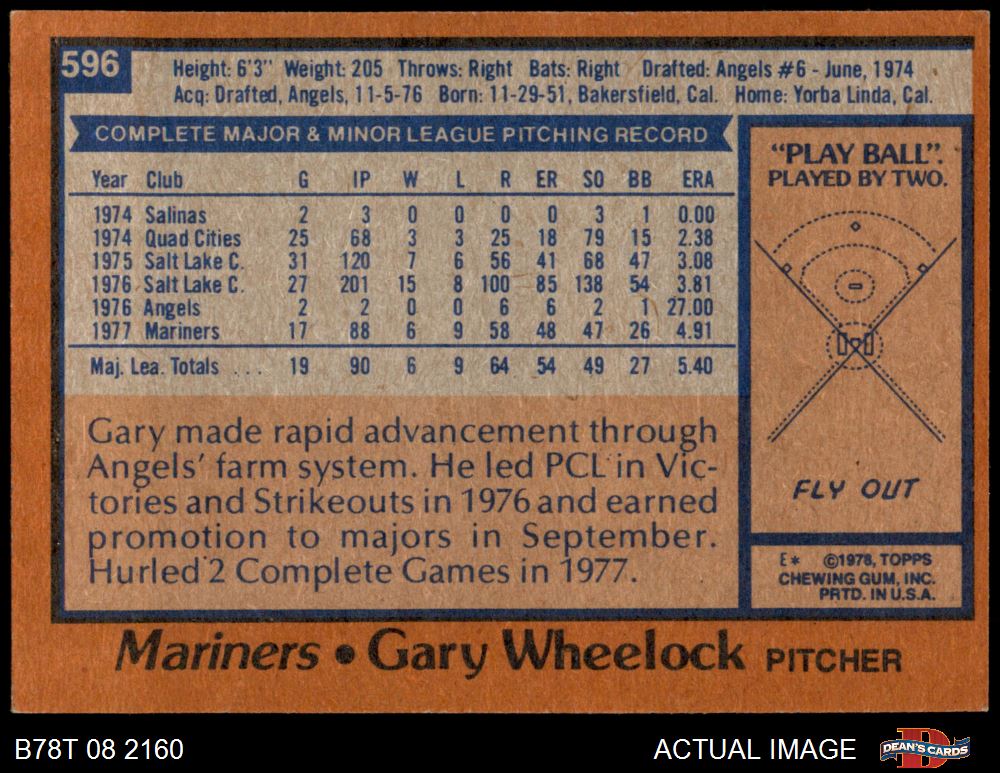 596
Height: 6'3" Weight: 205 Throws: Right Bats: Right Drafted: Angels #6 - June, 1974
Acq: Drafted, Angels, 11-5-76 Born: 11-29-51, Bakersfield, Cal. Home: Yorba Linda, Cal.
COMPLETE MAJOR & MINOR LEAGUE PITCHING RECORD
Year Club G IP W L R ER SO BB ERA
1974 Salinas 2 3 0 0 0 0 3 1 0.00
1974 Quad Cities 25 68 3 3 25 18 79 15 2.38
1975 Salt Lake C. 31 120 7 6 56 41 68 47 3.08
1976 Salt Lake C. 27 201 15 8 100 85 138 54 3.81
1976 Angels 2 2 0 0 6 6 2 1 27.00
1977 Mariners 17 88 6 9 58 48 47 26 4.91
Maj. Lea. Totals . . . 19 90 6 9 64 54 49 27 5.40
Gary made rapid advancement through
Angels' farm system. He led PCL in Vic-
tories and Strikeouts in 1976 and earned
promotion to majors in September.
Hurled 2 Complete Games in 1977.
"PLAY BALL".
PLAYED BY TWO.
FLY OUT
E* ©1978, TOPPS
CHEWING GUM, INC.
PRTD. IN U.S.A.
Mariners • Gary Wheelock PITCHER
B78T 08 2160 ACTUAL IMAGE DEAN'S CARDS